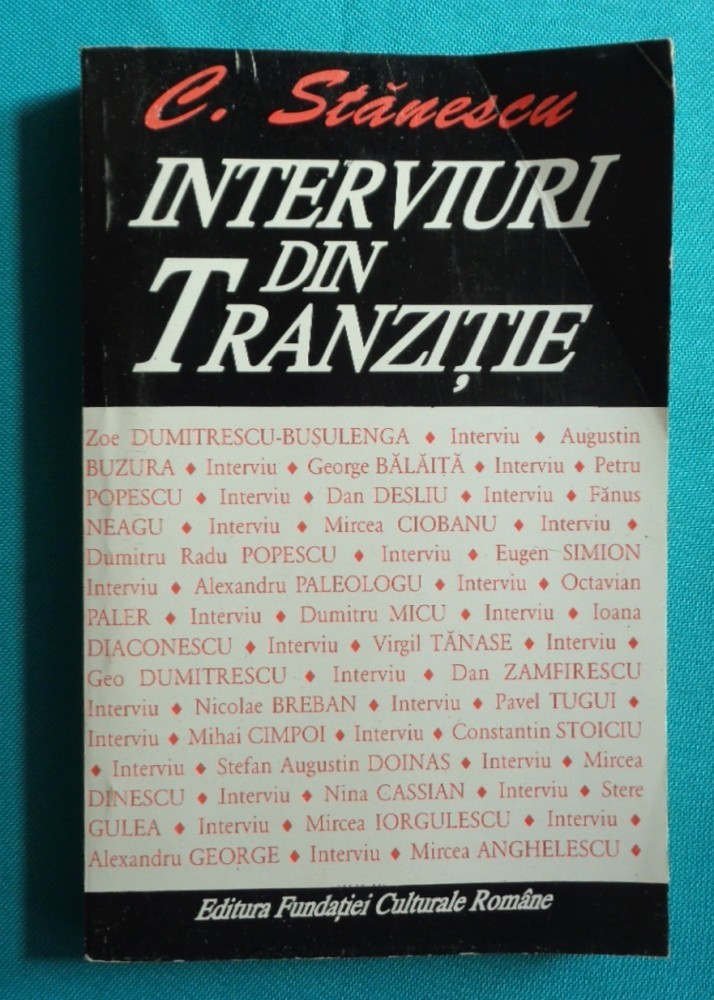 C. Stănescu
INTERVIURI
DIN
TRANZIȚIE
Zoe DUMITRESCU-BUȘULENGA ♦ Interviu ♦ Augustin
BUZURA ♦ Interviu ♦ George BĂLĂIȚĂ ♦ Interviu ♦ Petru
POPESCU ♦ Interviu ♦ Dan DESLIU ♦ Interviu ♦ Fănus
NEAGU ♦ Interviu ♦ Mircea CIOBANU ♦ Interviu ♦
Dumitru Radu POPESCU ♦ Interviu ♦ Eugen SIMION
Interviu ♦ Alexandru PALEOLOGU ♦ Interviu ♦ Octavian
PALER ♦ Interviu ♦ Dumitru MICU ♦ Interviu ♦ Ioana
DIACONESCU ♦ Interviu ♦ Virgil TĂNASE ♦ Interviu ♦
Geo DUMITRESCU ♦ Interviu ♦ Dan ZAMFIRESCU
Interviu ♦ Nicolae BREBAN ♦ Interviu ♦ Pavel TUGUI ♦
Interviu ♦ Mihai CIMPOI ♦ Interviu ♦ Constantin STOICIU
♦ Interviu ♦ Stefan Augustin DOINAS ♦ Interviu ♦ Mircea
DINESCU ♦ Interviu ♦ Nina CASSIAN ♦ Interviu ♦ Stere
GULEA ♦ Interviu ♦ Mircea IORGULESCU ♦ Interviu ♦
Alexandru GEORGE ♦ Interviu ♦ Mircea ANGHELESCU ♦
Editura Fundației Culturale Române